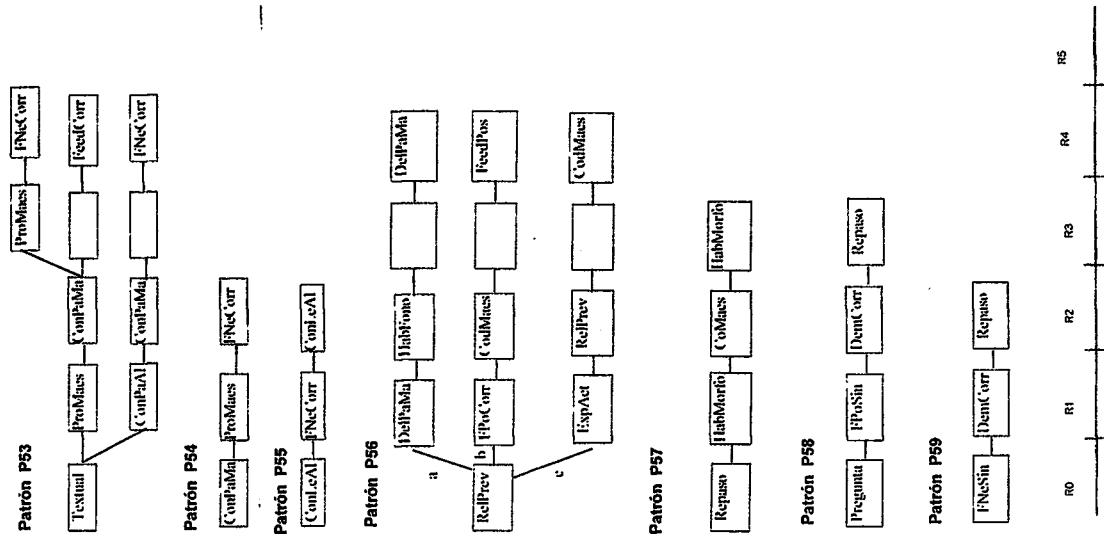 Patrón P53
ProMaes FNeCorr
Textual ProMaes ConPaMa FeedCorr
ConPaAl ConPaMa FNeCorr
Patrón P54
ConPaMa ProMaes FNeCorr
Patrón P55
ConLeAl FNeCorr ConLeAl
Patrón P56
a DelPaMa HabFono DelPaMa
RelPrev b FPoCorr CodMaes FeedPos
c ExpAct RelPrev CodMaes
Patrón P57
Repaso HabMorfo CoMaes HabMorfo
Patrón P58
Pregunta FPoSin DemCorr Repaso
Patrón P59
FNeSin DemCorr Repaso
R0 R1 R2 R3 R4 R5